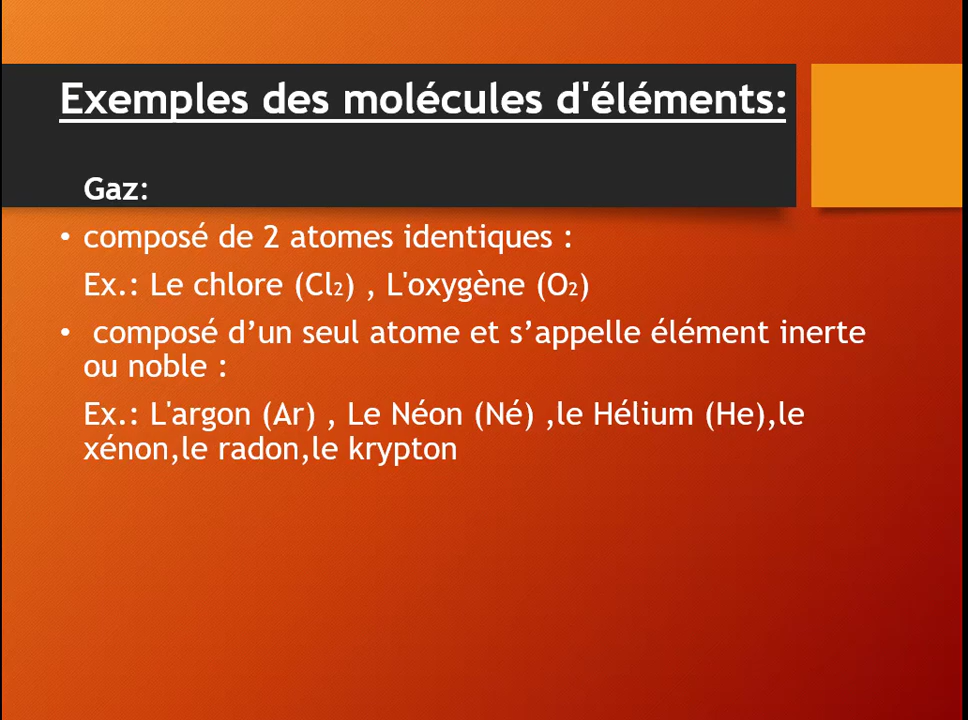 Exemples des molécules d'éléments:
Gaz:
• composé de 2 atomes identiques :
Ex.: Le chlore (Cl₂) , L'oxygène (O₂)
• composé d’un seul atome et s’appelle élément inerte
ou noble :
Ex.: L'argon (Ar) , Le Néon (Né) ,le Hélium (He),le
xénon,le radon,le krypton